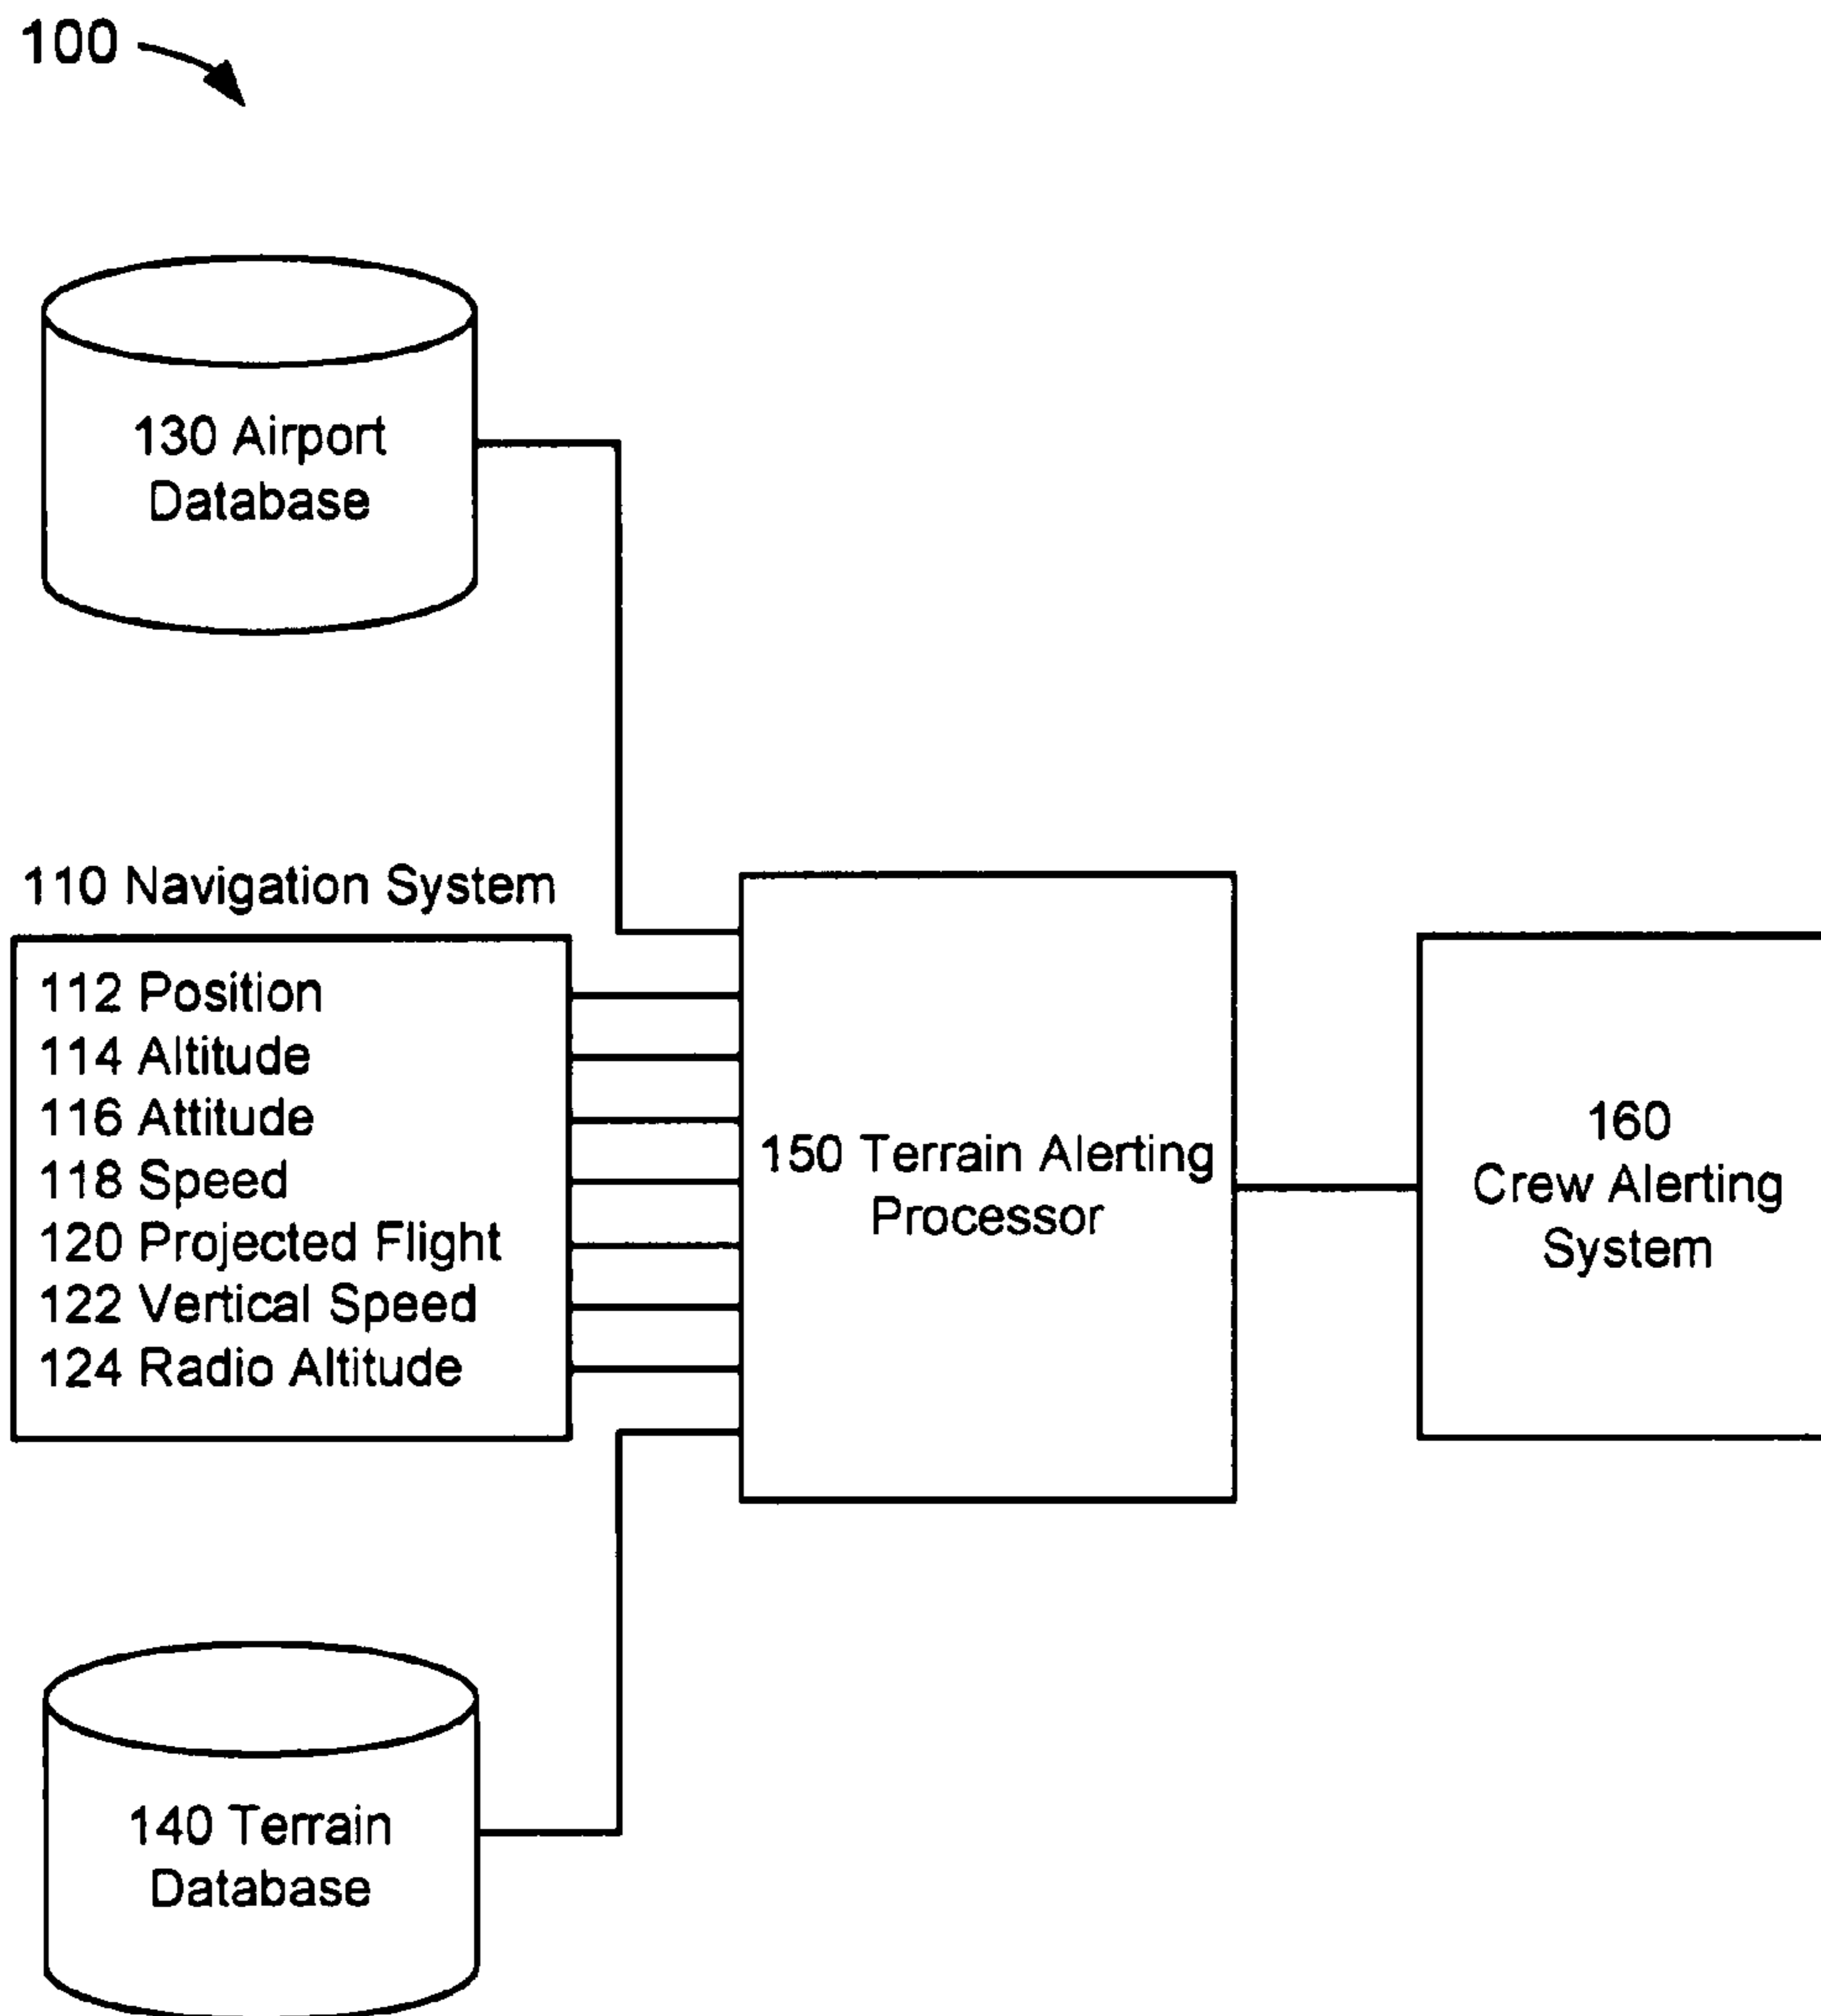 100
130 Airport
Database
110 Navigation System
112 Position
114 Altitude
116 Attitude
118 Speed
120 Projected Flight
122 Vertical Speed
124 Radio Altitude
150 Terrain Alerting
Processor
160
Crew Alerting
System
140 Terrain
Database